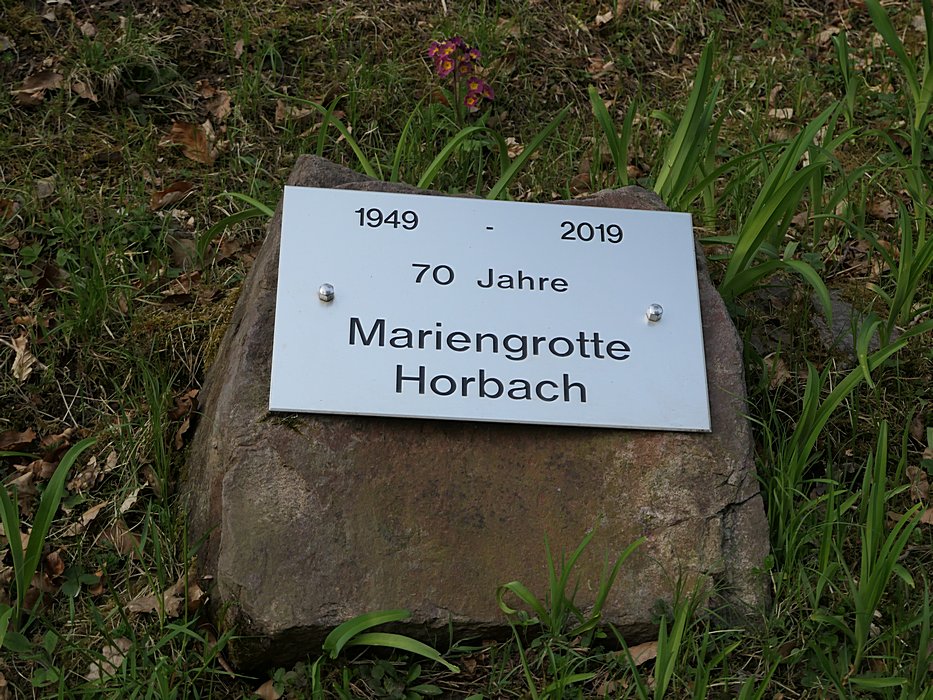 1949 - 2019
70 Jahre
Mariengrotte
Horbach